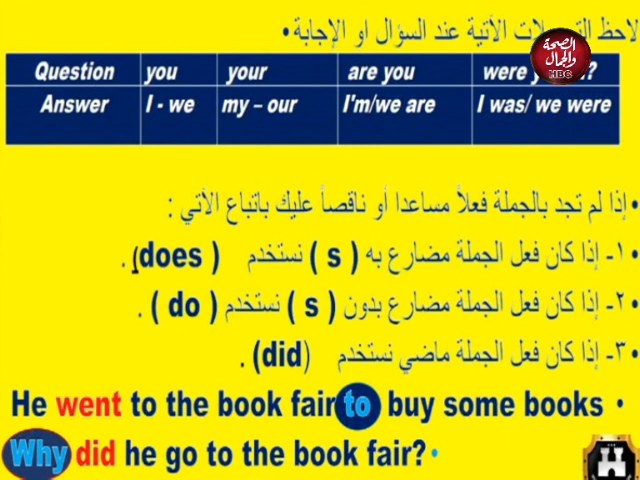 لاحظ الآتية عند السؤال او الإجابة•
الصحة
والجمال
HBC
Question you your are you were ?
Answer I - we my – our I'm/we are I was/ we were
•إذا لم تجد بالجملة فعلاً مساعدا أو ناقصاً عليك باتباع الأتي :
•١- إذا كان فعل الجملة مضارع به ( s ) نستخدم ( does) .
•٢- إذا كان فعل الجملة مضارع بدون ( s ) نستخدم ( do ) .
•٣- إذا كان فعل الجملة ماضي نستخدم (did) .
He went to the book fair to buy some books •
Why did he go to the book fair?•